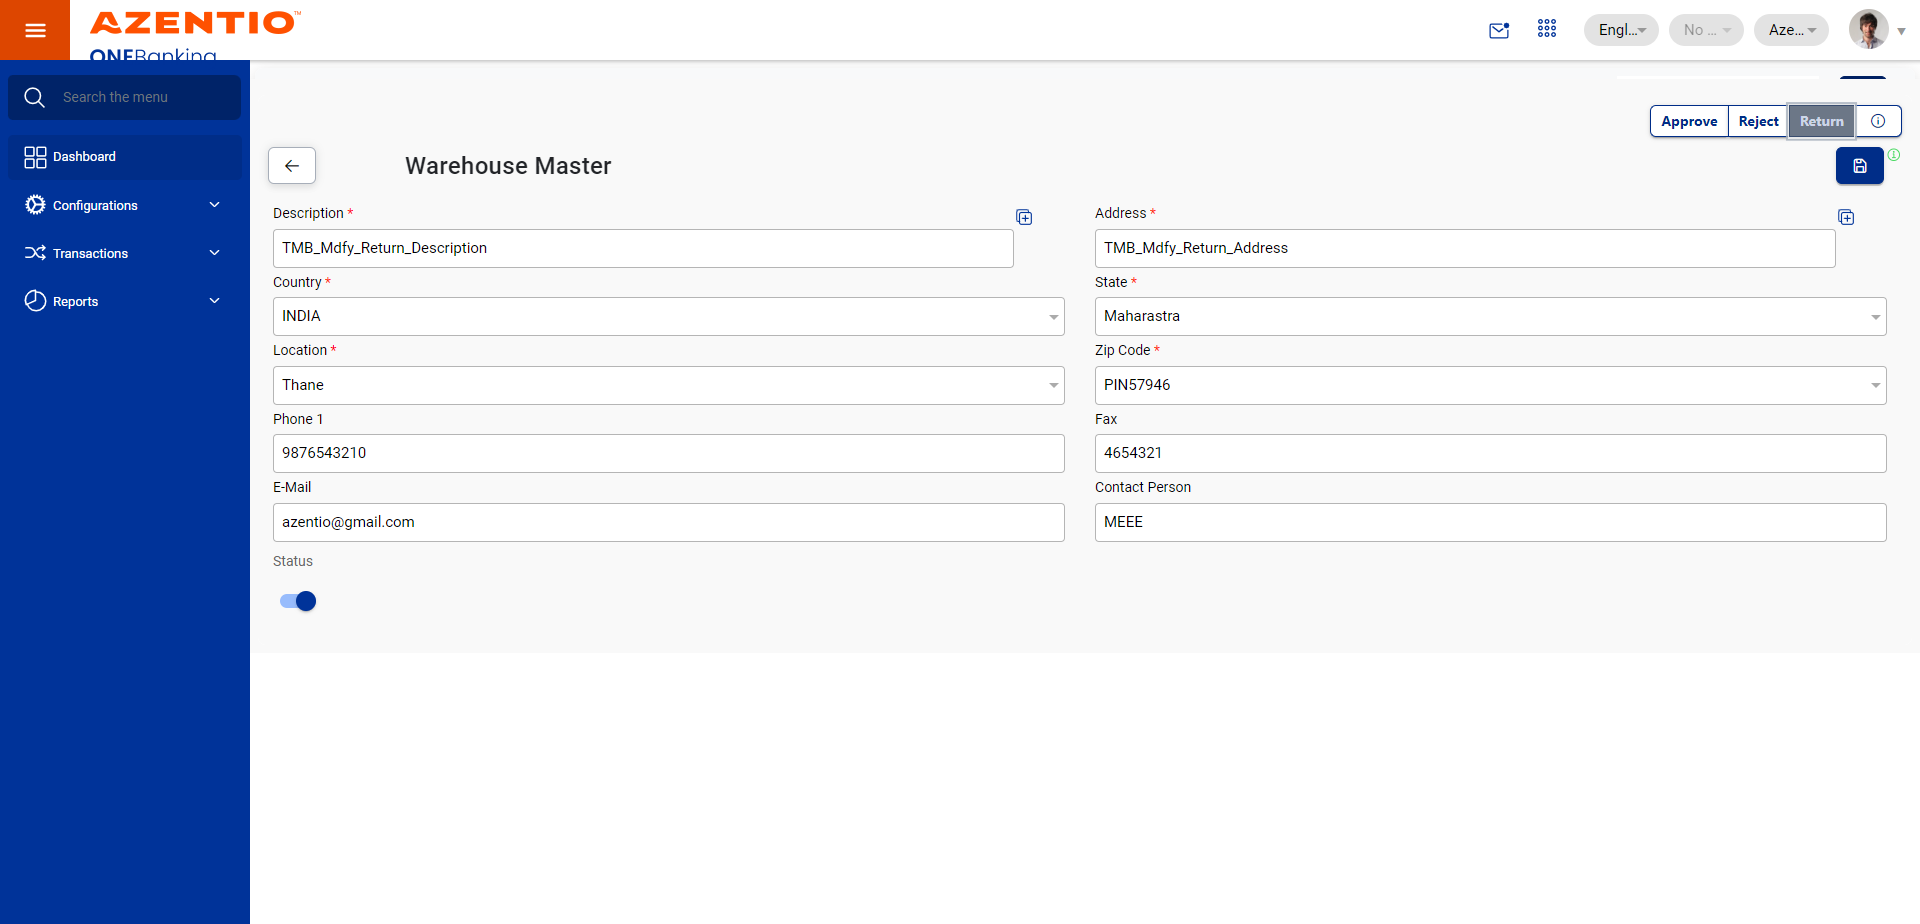 AZENTIO™
ONEBanking
Engl...
No ...
Aze...
Search the menu
Dashboard
Configurations
Transactions
Reports
Approve
Reject
Return
Warehouse Master
Description *
TMB_Mdfy_Return_Description
Address *
TMB_Mdfy_Return_Address
Country *
INDIA
State *
Maharastra
Location *
Thane
Zip Code *
PIN57946
Phone 1
9876543210
Fax
4654321
E-Mail
azentio@gmail.com
Contact Person
MEEE
Status